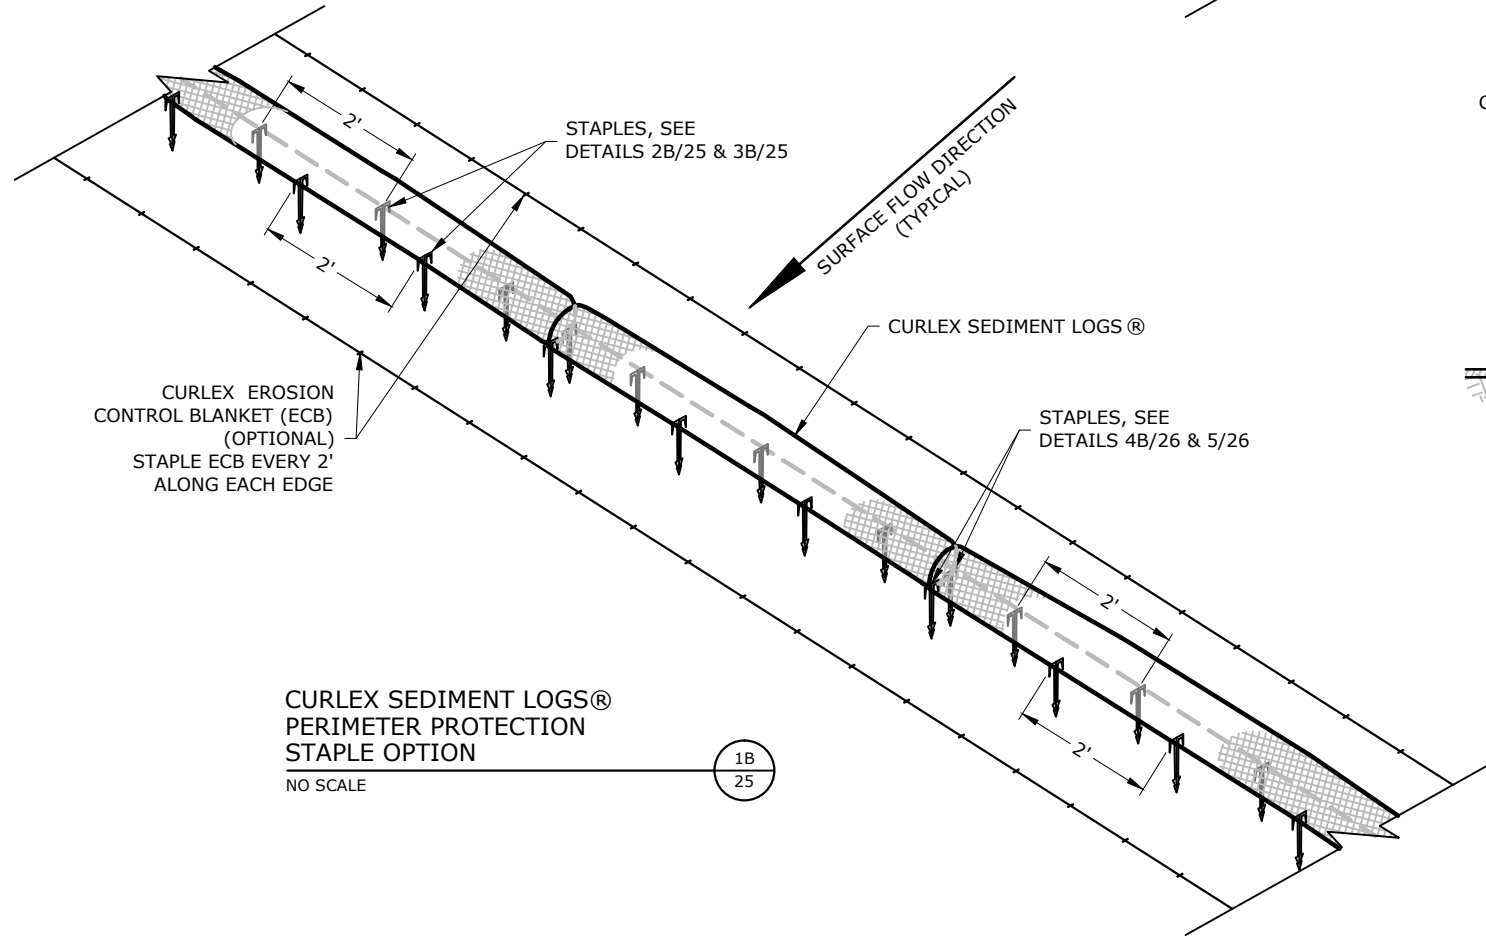 2'
STAPLES, SEE
DETAILS 2B/25 & 3B/25
2'
SURFACE FLOW DIRECTION
(TYPICAL)
CURLEX SEDIMENT LOGS ®
CURLEX EROSION
CONTROL BLANKET (ECB)
(OPTIONAL)
STAPLE ECB EVERY 2'
ALONG EACH EDGE
STAPLES, SEE
DETAILS 4B/26 & 5/26
2'
2'
CURLEX SEDIMENT LOGS®
PERIMETER PROTECTION
STAPLE OPTION
NO SCALE
1B
25